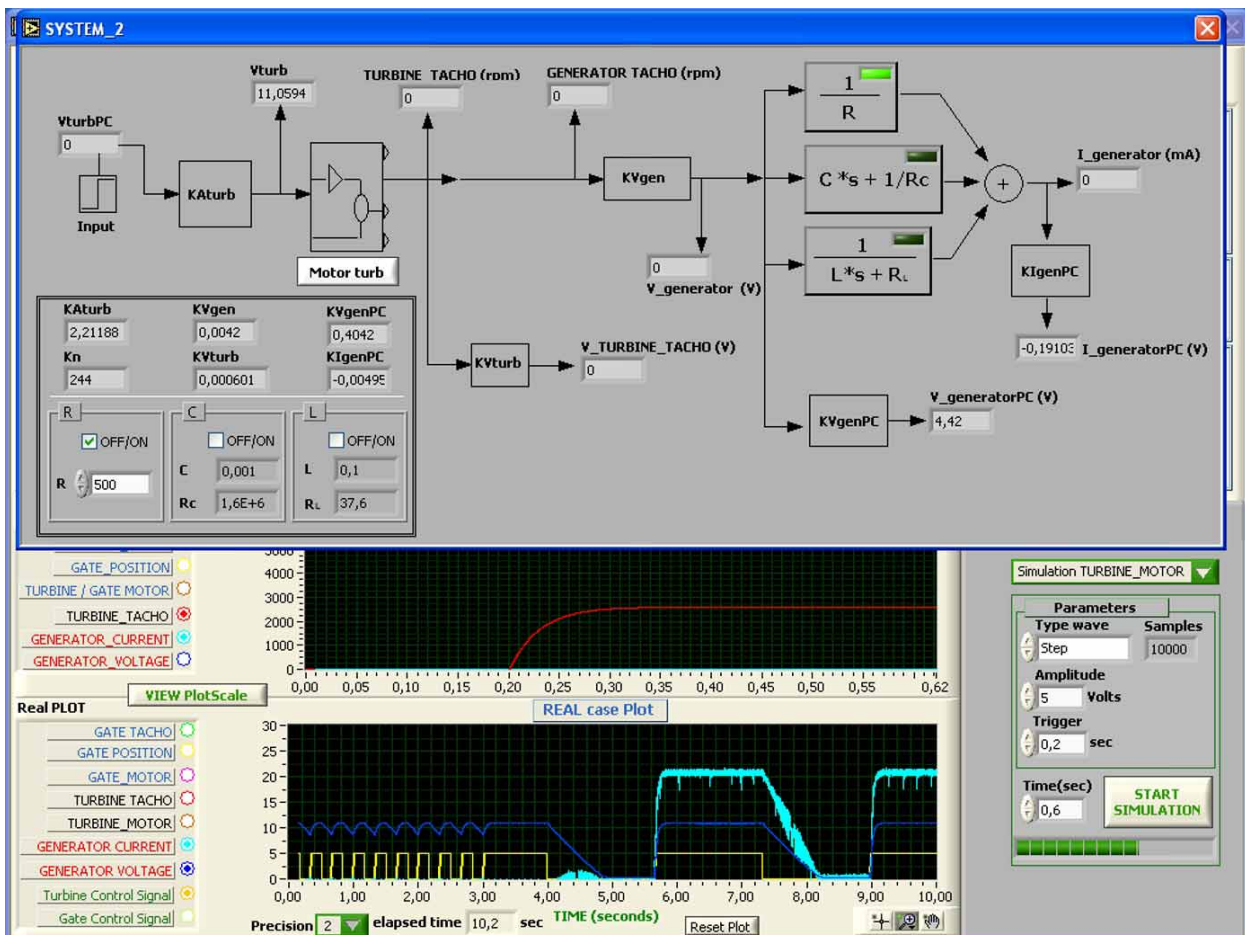 SYSTEM_2
Vturb
11,0594
TURBINE_TACHO (rpm)
0
GENERATOR TACHO (rpm)
0
VturbPC
0
Input
KAturb
Motor turb
KVgen
1
R
C *s + 1/Rc
1
L*s + RL
+
I_generator (mA)
0
KIgenPC
-0,19103
I_generatorPC (V)
0
V_generator (V)
KVturb
V_TURBINE_TACHO (V)
0
KVgenPC
V_generatorPC (V)
4,42
KAturb KVgen KVgenPC
2,21188 0,0042 0,4042
Kn KVturb KIgenPC
244 0,000601 -0,00495
R C L
OFF/ON OFF/ON OFF/ON
C 0,001 L 0,1
R 500
Rc 1,6E+6 RL 37,6
GATE_POSITION
TURBINE / GATE MOTOR
TURBINE_TACHO
GENERATOR_CURRENT
GENERATOR_VOLTAGE
5000
4000
3000
2000
1000
0
0,00 0,05 0,10 0,15 0,20 0,25 0,30 0,35 0,40 0,45 0,50 0,55 0,62
VIEW PlotScale
Real PLOT
REAL case Plot
GATE TACHO
GATE POSITION
GATE_MOTOR
TURBINE TACHO
TURBINE_MOTOR
GENERATOR CURRENT
GENERATOR VOLTAGE
Turbine Control Signal
Gate Control Signal
30
25
20
15
10
5
0
0,00 1,00 2,00 3,00 4,00 5,00 6,00 7,00 8,00 9,00 10,00
Precision 2 elapsed time 10,2 sec TIME (seconds) Reset Plot
Simulation TURBINE_MOTOR
Parameters
Type wave Samples
Step 10000
Amplitude
5 Volts
Trigger
0,2 sec
Time(sec)
0,6
START
SIMULATION